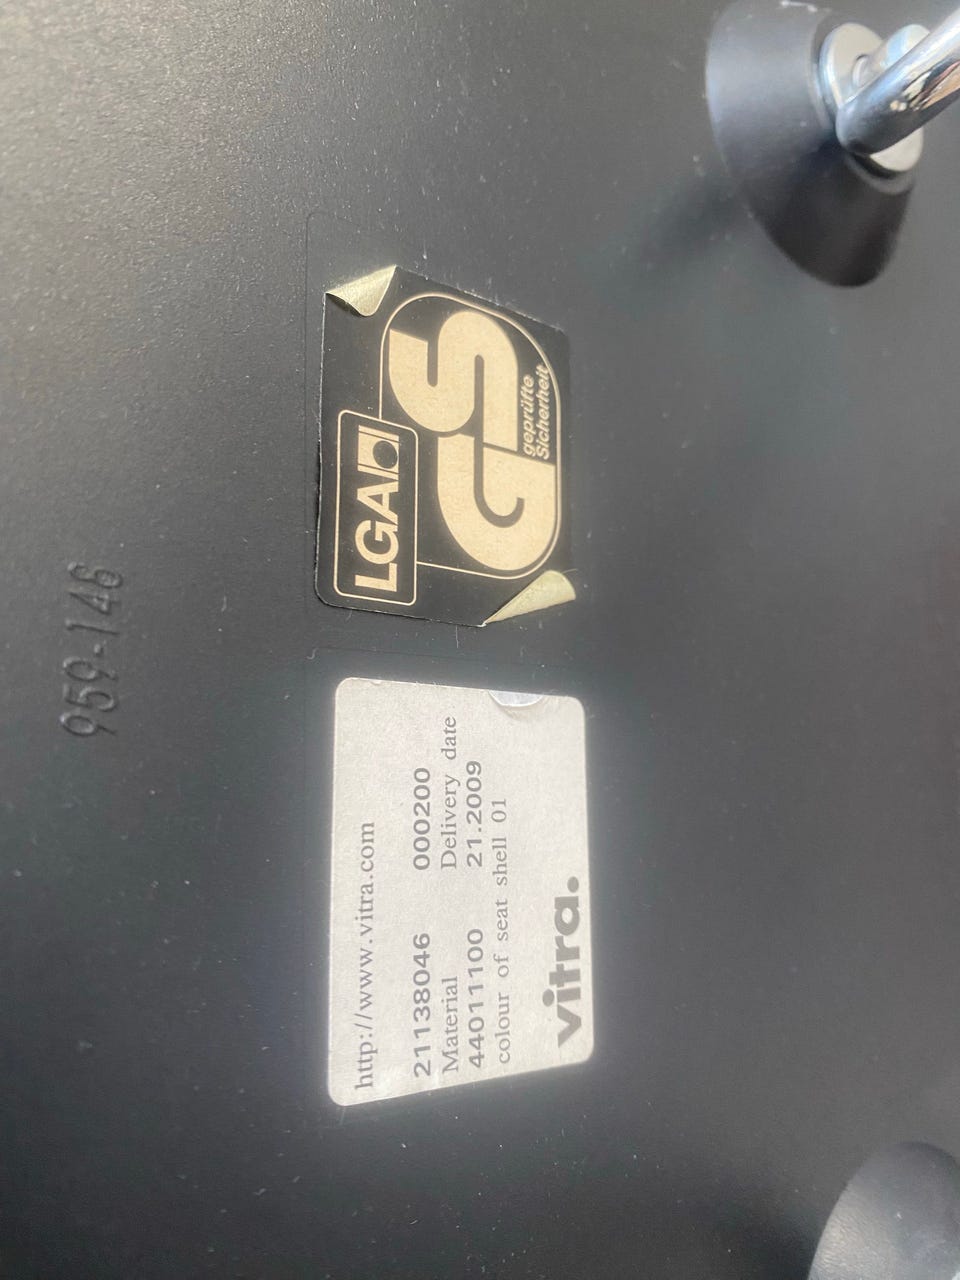 959-146
LGA
GS
geprüfte
Sicherheit
http://www.vitra.com
21138046 000200
Material Delivery date
44011100 21.2009
colour of seat shell 01
vitra.